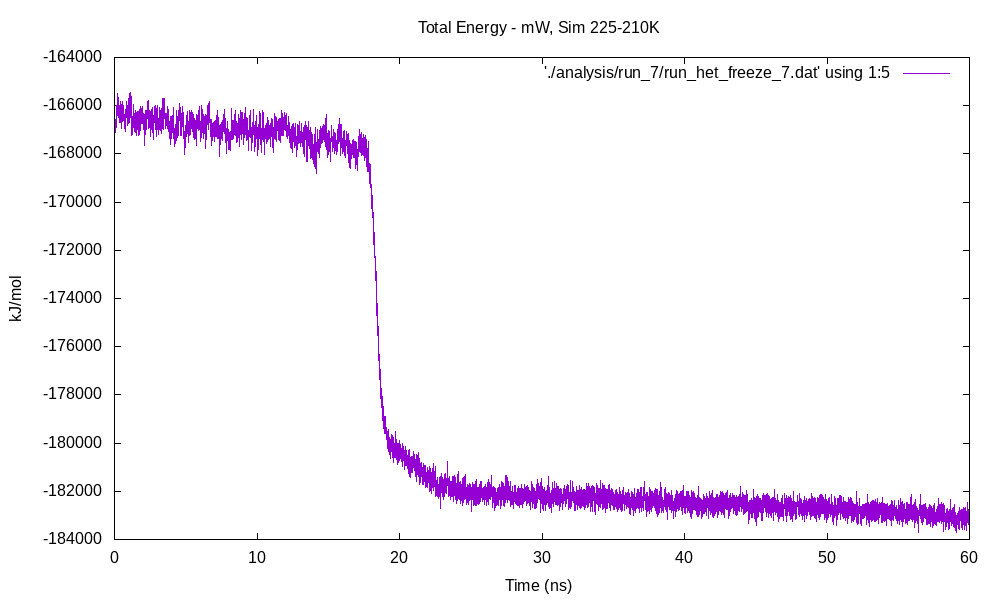 Total Energy - mW, Sim 225-210K
'./analysis/run_7/run_het_freeze_7.dat' using 1:5
-164000
-166000
-168000
-170000
-172000
-174000
-176000
-178000
-180000
-182000
-184000
kJ/mol
0 10 20 30 40 50 60
Time (ns)